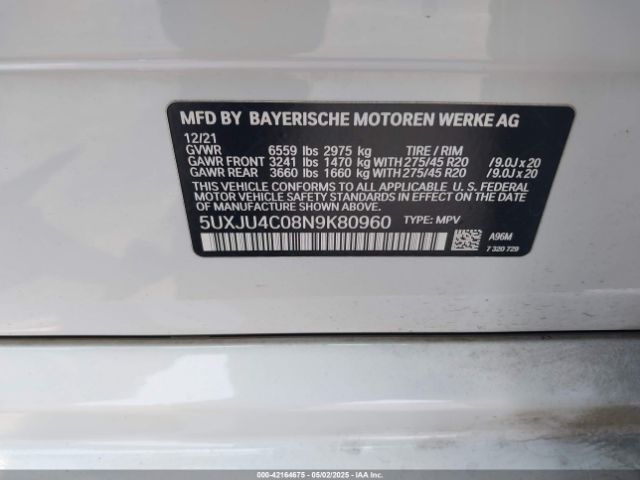 MFD BY BAYERISCHE MOTOREN WERKE AG
12/21
GVWR 6559 lbs 2975 kg TIRE / RIM
GAWR FRONT 3241 lbs 1470 kg WITH 275/45 R20 /9.0J x 20
GAWR REAR 3660 lbs 1660 kg WITH 275/45 R20 /9.0J x 20
THIS VEHICLE CONFORMS TO ALL APPLICABLE U. S. FEDERAL
MOTOR VEHICLE SAFETY STANDARDS IN EFFECT ON THE
DATE OF MANUFACTURE SHOWN ABOVE.
5UXJU4C08N9K80960 TYPE: MPV
A96M
7 320 729
000-42164675 05/02/2025 IAAI.COM